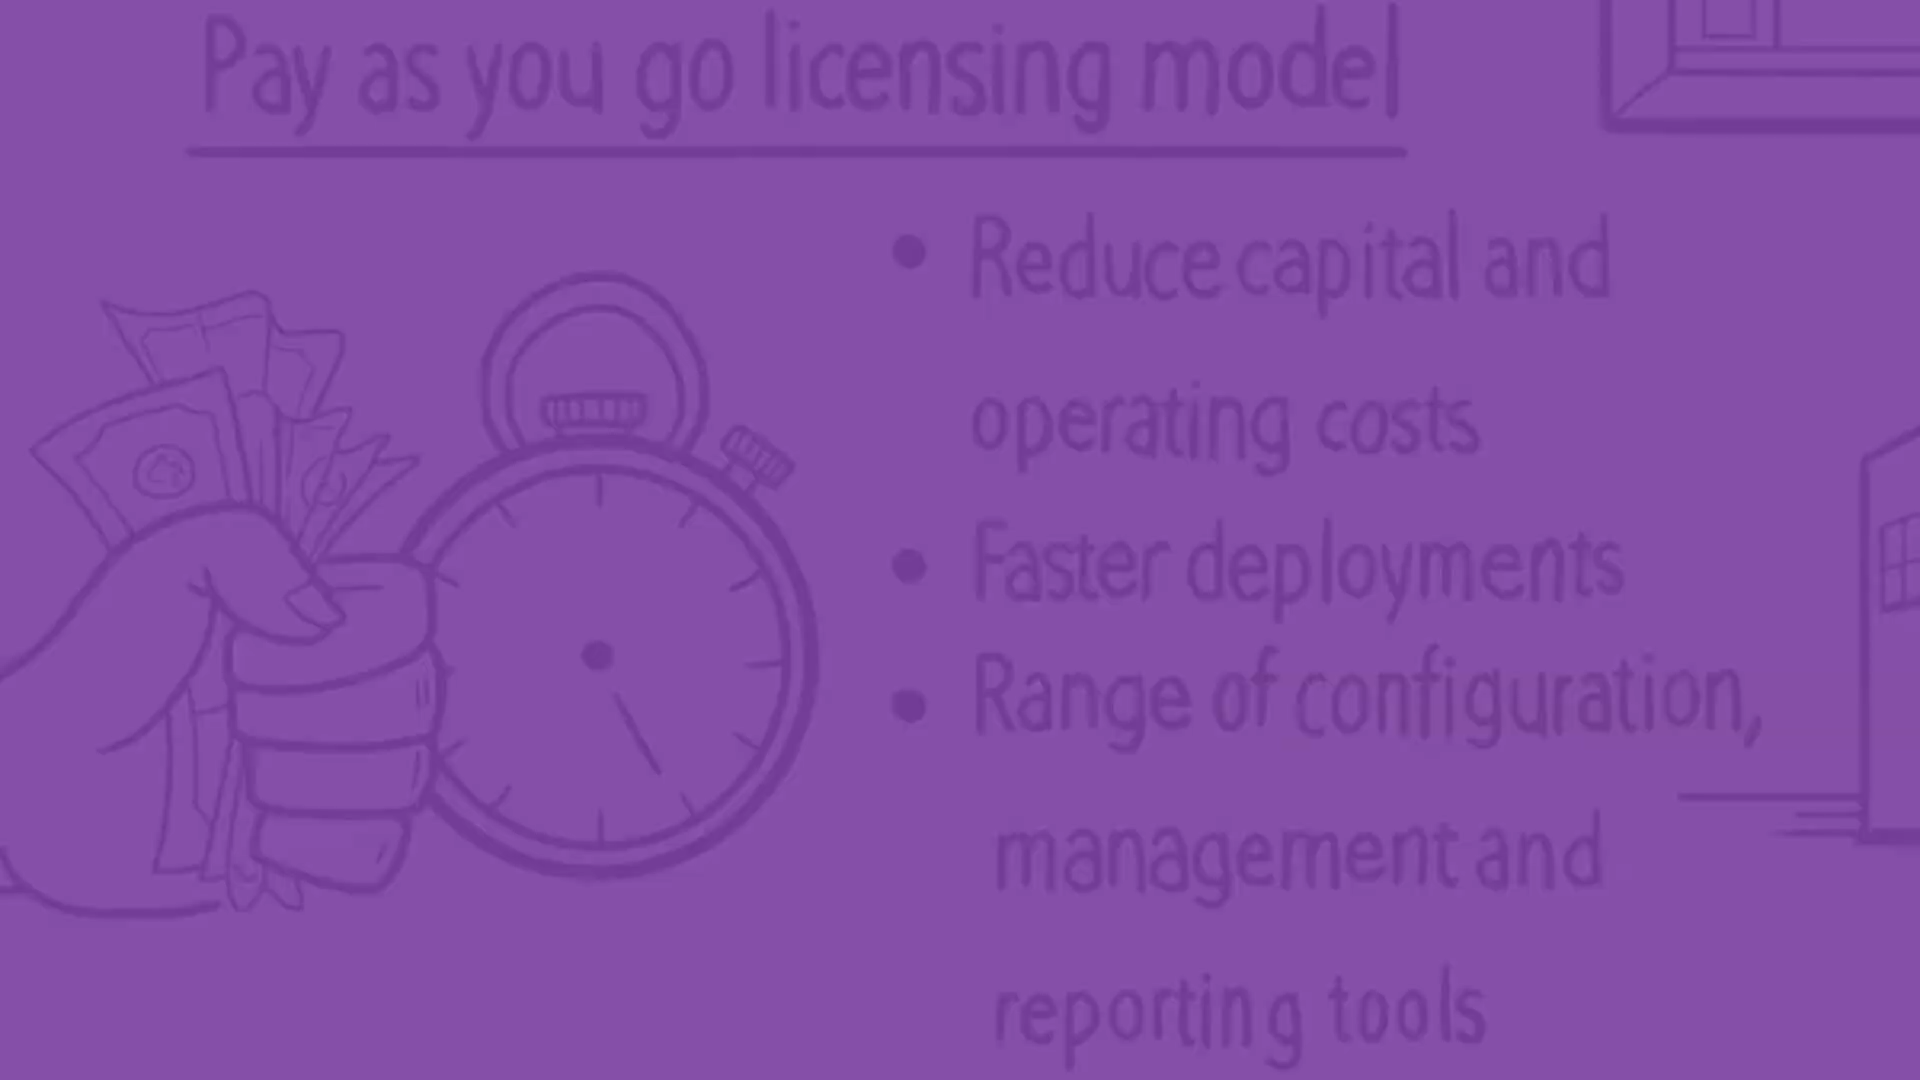 Pay as you go licensing model
• Reduce capital and
operating costs
• Faster deployments
• Range of configuration,
management and
reporting tools